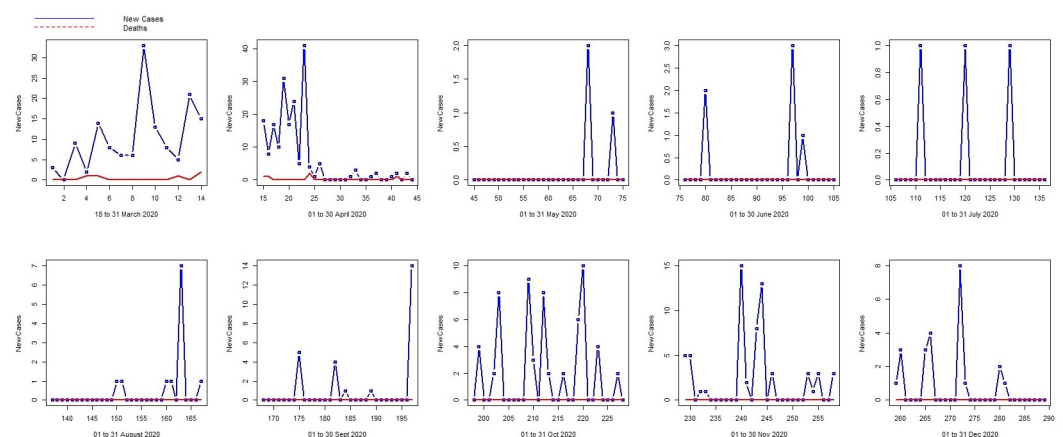 New Cases
Deaths
NewCases
0 5 10 15 20 25 30
2 4 6 8 10 12 14
18 to 31 March 2020
NewCases
0 10 20 30 40
15 20 25 30 35 40 45
01 to 30 April 2020
NewCases
0.0 0.5 1.0 1.5 2.0
45 50 55 60 65 70 75
01 to 31 May 2020
NewCases
0.0 0.5 1.0 1.5 2.0 2.5 3.0
75 80 85 90 95 100 105
01 to 30 June 2020
NewCases
0.0 0.2 0.4 0.6 0.8 1.0
105 110 115 120 125 130 135
01 to 31 July 2020
NewCases
0 1 2 3 4 5 6 7
140 145 150 155 160 165
01 to 31 August 2020
NewCases
0 2 4 6 8 10 12 14
170 175 180 185 190 195
01 to 30 Sept 2020
NewCases
0 2 4 6 8 10
200 205 210 215 220 225
01 to 31 Oct 2020
NewCases
0 5 10 15
230 235 240 245 250 255
01 to 30 Nov 2020
NewCases
0 2 4 6 8
260 265 270 275 280 285 290
01 to 31 Dec 2020